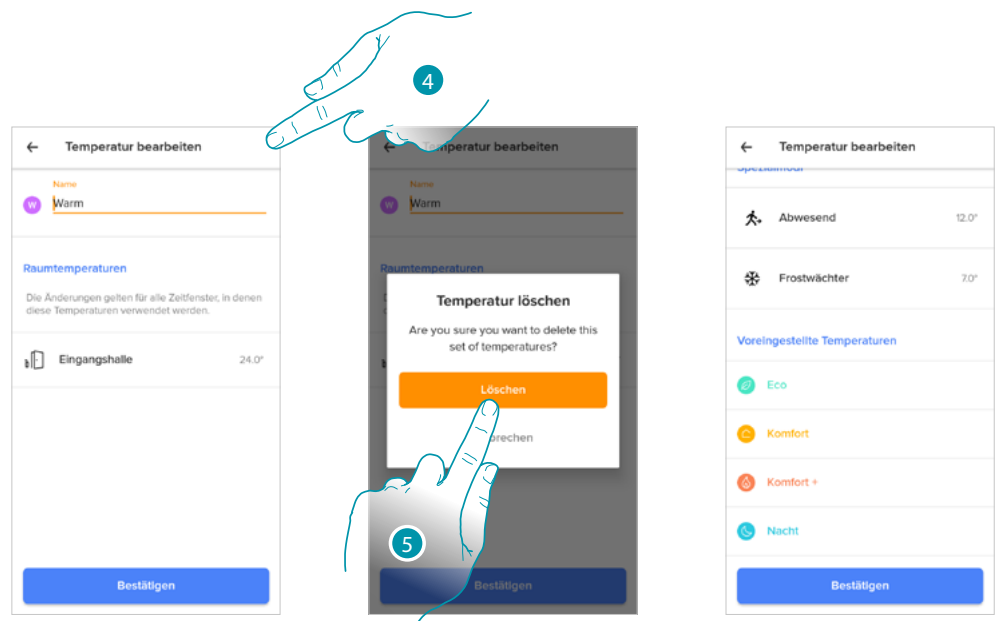 4
← Temperatur bearbeiten
Name
W Warm
Raumtemperaturen
Die Änderungen gelten für alle Zeitfenster, in denen
diese Temperaturen verwendet werden.
Eingangshalle 24.0°
Bestätigen
← Temperatur bearbeiten
Name
W Warm
Raumtemperaturen
Temperatur löschen
Are you sure you want to delete this
set of temperatures?
Löschen
brechen
5
Bestätigen
← Temperatur bearbeiten
Spezialmodi
Abwesend 12.0°
Frostwächter 7.0°
Voreingestellte Temperaturen
Eco
Komfort
Komfort +
Nacht
Bestätigen